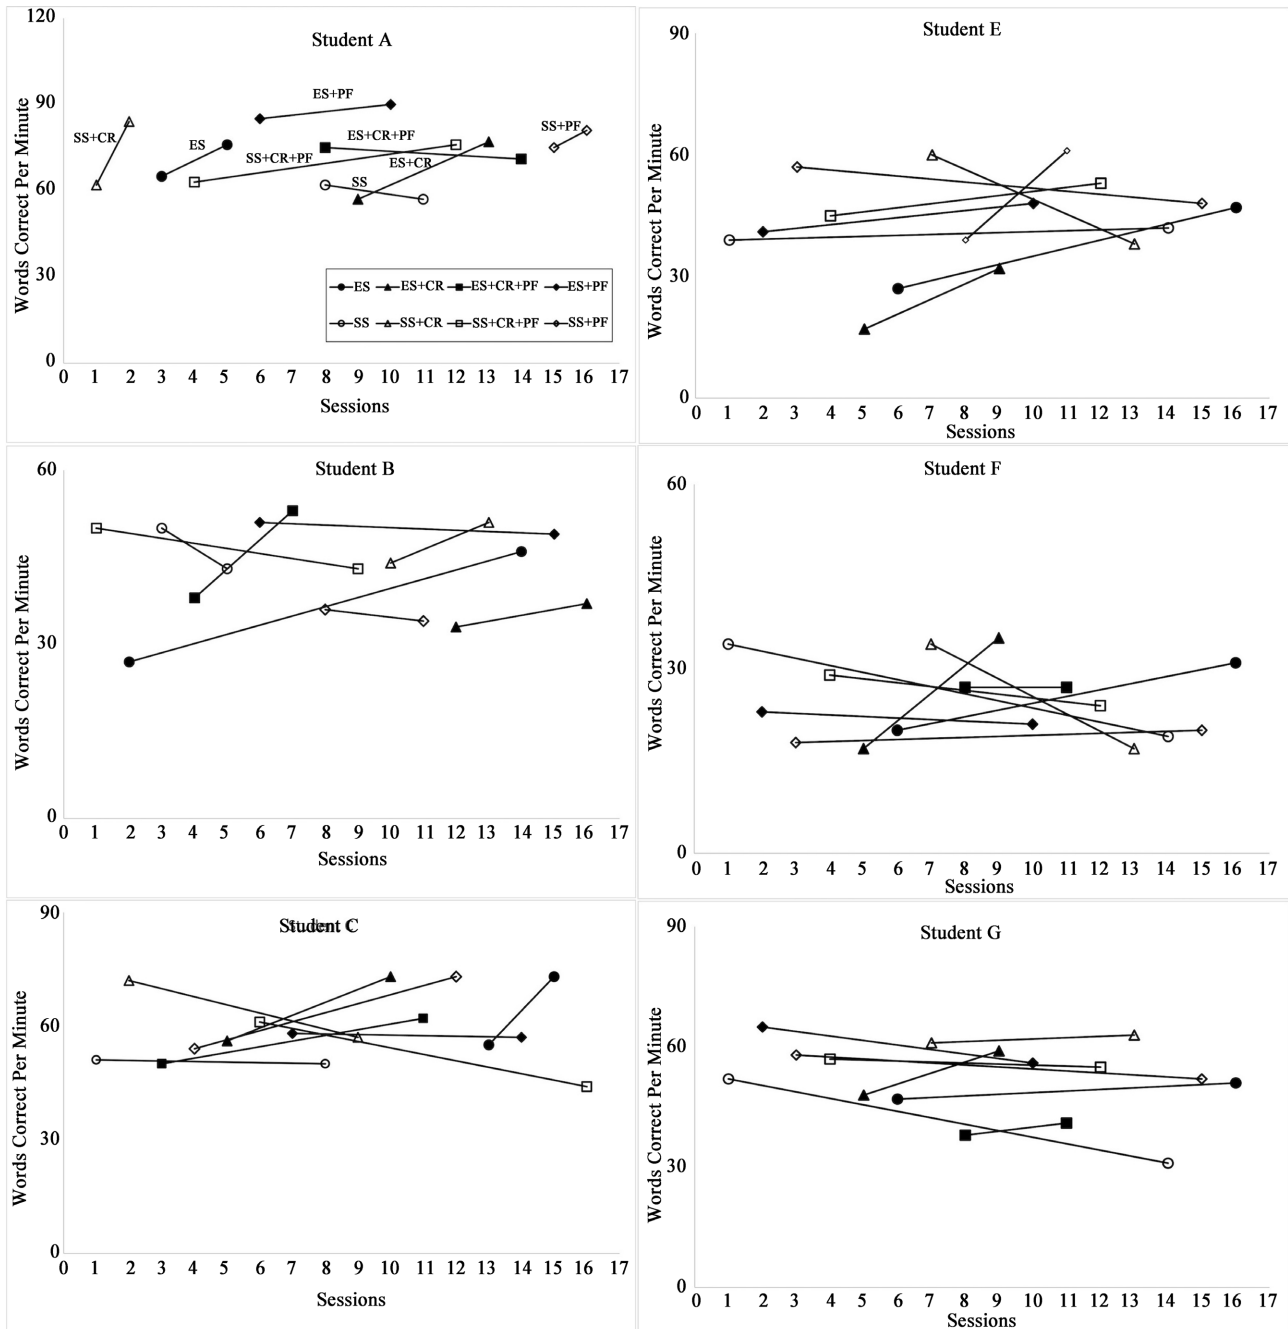 Student A
Words Correct Per Minute
120
90
60
30
0
SS+CR
ES
ES+PF
SS+CR+PF
ES+CR+PF
ES+CR
SS
SS+PF
ES ES+CR ES+CR+PF ES+PF
SS SS+CR SS+CR+PF SS+PF
0 1 2 3 4 5 6 7 8 9 10 11 12 13 14 15 16 17
Sessions
Student E
Words Correct Per Minute
90
60
30
0
0 1 2 3 4 5 6 7 8 9 10 11 12 13 14 15 16 17
Sessions
Student B
Words Correct Per Minute
60
30
0
0 1 2 3 4 5 6 7 8 9 10 11 12 13 14 15 16 17
Sessions
Student F
Words Correct Per Minute
60
30
0
0 1 2 3 4 5 6 7 8 9 10 11 12 13 14 15 16 17
Sessions
Student C
Words Correct Per Minute
90
60
30
0
0 1 2 3 4 5 6 7 8 9 10 11 12 13 14 15 16 17
Sessions
Student G
Words Correct Per Minute
90
60
30
0
0 1 2 3 4 5 6 7 8 9 10 11 12 13 14 15 16 17
Sessions